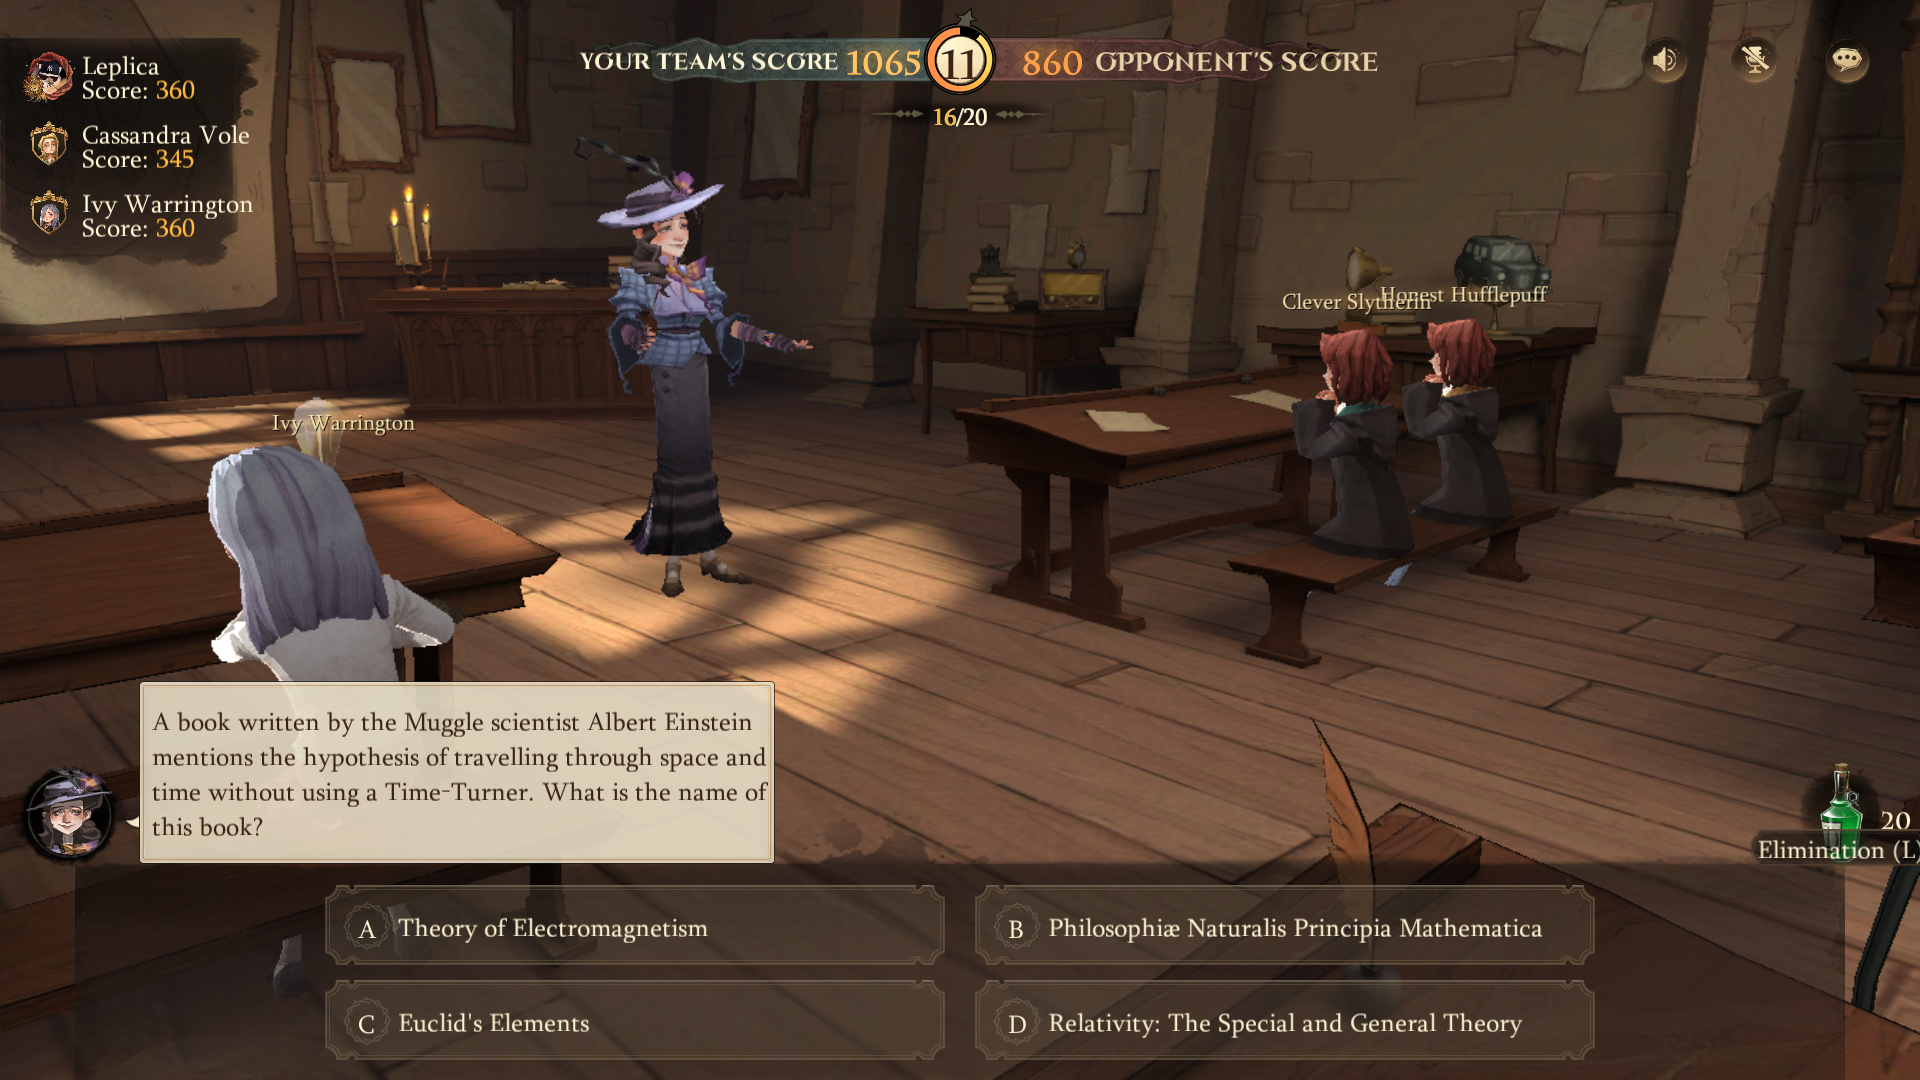 Leplica
Score: 360
Cassandra Vole
Score: 345
Ivy Warrington
Score: 360
YOUR TEAM'S SCORE 1065 11 860 OPPONENT'S SCORE
16/20
Clever Slytherin
Honest Hufflepuff
Ivy Warrington
A book written by the Muggle scientist Albert Einstein
mentions the hypothesis of travelling through space and
time without using a Time-Turner. What is the name of
this book?
20
Elimination (L)
A Theory of Electromagnetism
B Philosophiæ Naturalis Principia Mathematica
C Euclid's Elements
D Relativity: The Special and General Theory